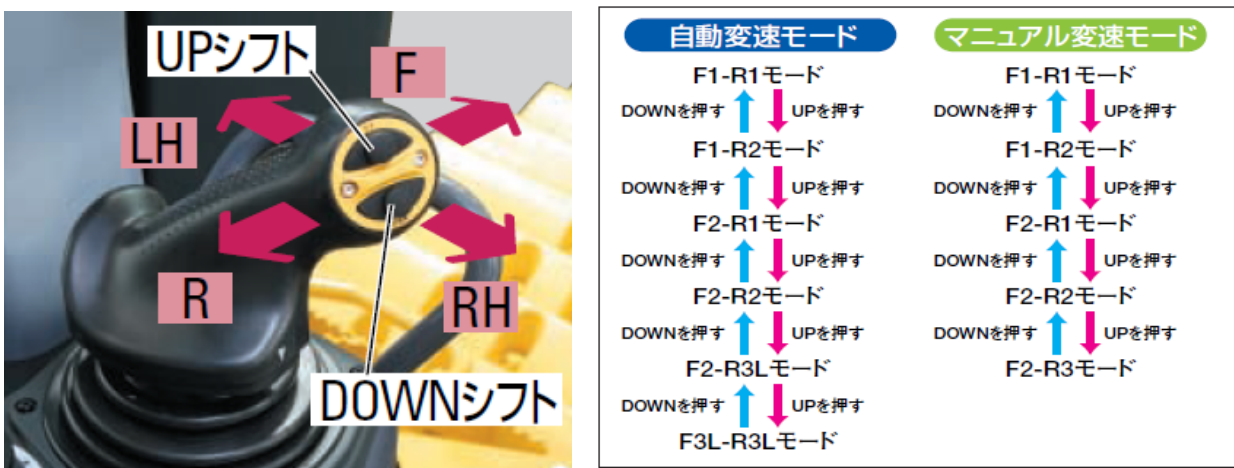 UPシフト
F
LH
R
RH
DOWNシフト
自動変速モード
F1-R1モード
DOWNを押す UPを押す
F1-R2モード
DOWNを押す UPを押す
F2-R1モード
DOWNを押す UPを押す
F2-R2モード
DOWNを押す UPを押す
F2-R3Lモード
DOWNを押す UPを押す
F3L-R3Lモード
マニュアル変速モード
F1-R1モード
DOWNを押す UPを押す
F1-R2モード
DOWNを押す UPを押す
F2-R1モード
DOWNを押す UPを押す
F2-R2モード
DOWNを押す UPを押す
F2-R3モード